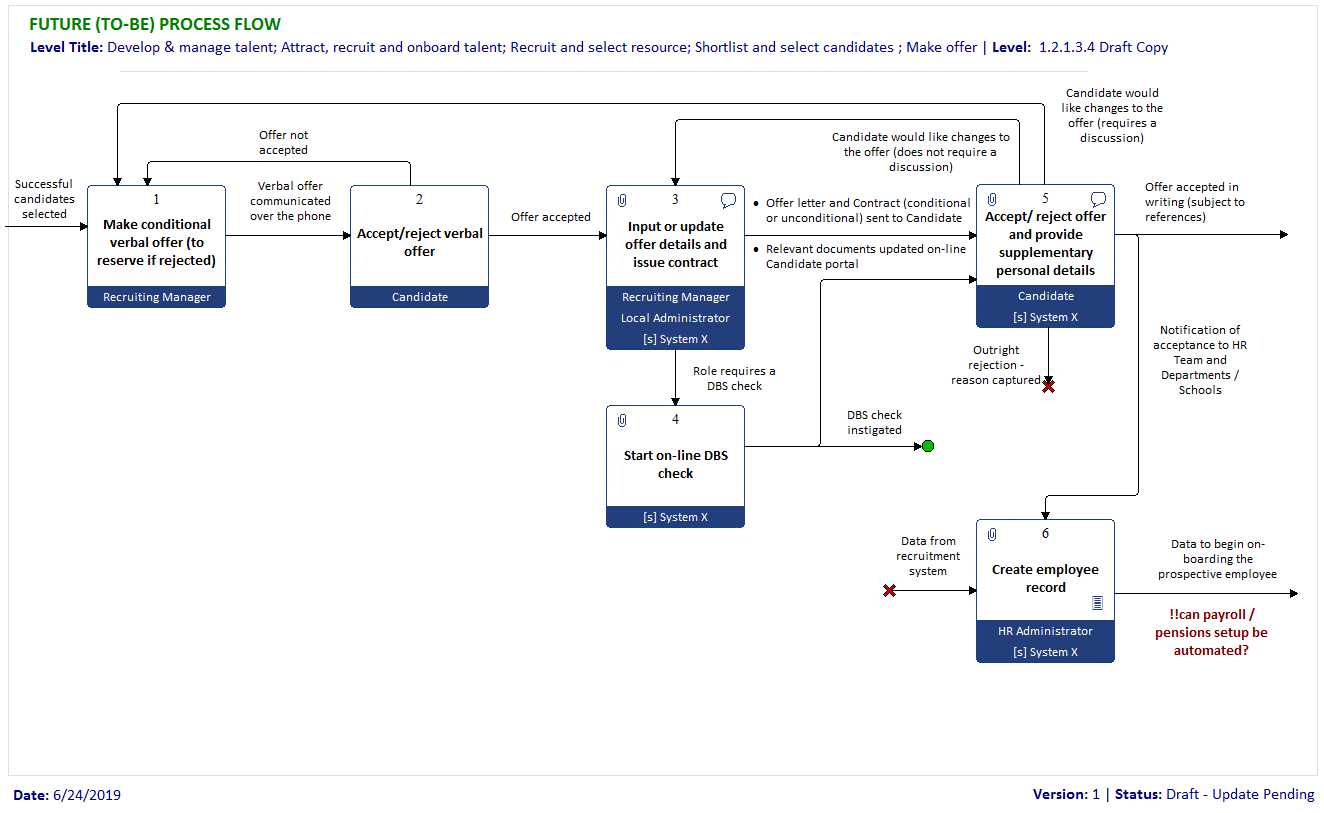 FUTURE (TO-BE) PROCESS FLOW
Level Title: Develop & manage talent; Attract, recruit and onboard talent; Recruit and select resource; Shortlist and select candidates ; Make offer | Level:  1.2.1.3.4 Draft Copy
Candidate would
like changes to the
offer (requires a
discussion)
Offer not
accepted
Candidate would like changes to
the offer (does not require a
discussion)
Successful
candidates
selected
1
Make conditional
verbal offer (to
reserve if rejected)
Recruiting Manager
Verbal offer
communicated
over the phone
2
Accept/reject verbal
offer
Candidate
Offer accepted
3
Input or update
offer details and
issue contract
Recruiting Manager
Local Administrator
[s] System X
• Offer letter and Contract (conditional
or unconditional) sent to Candidate
• Relevant documents updated on-line
Candidate portal
5
Accept/ reject offer
and provide
supplementary
personal details
Candidate
[s] System X
Offer accepted in
writing (subject to
references)
Notification of
acceptance to HR
Team and
Departments /
Schools
Outright
rejection -
reason captured
Role requires a
DBS check
4
Start on-line DBS
check
[s] System X
DBS check
instigated
Data from
recruitment
system
6
Create employee
record
HR Administrator
[s] System X
Data to begin on-
boarding the
prospective employee
!!can payroll /
pensions setup be
automated?
Date: 6/24/2019
Version: 1 | Status: Draft - Update Pending